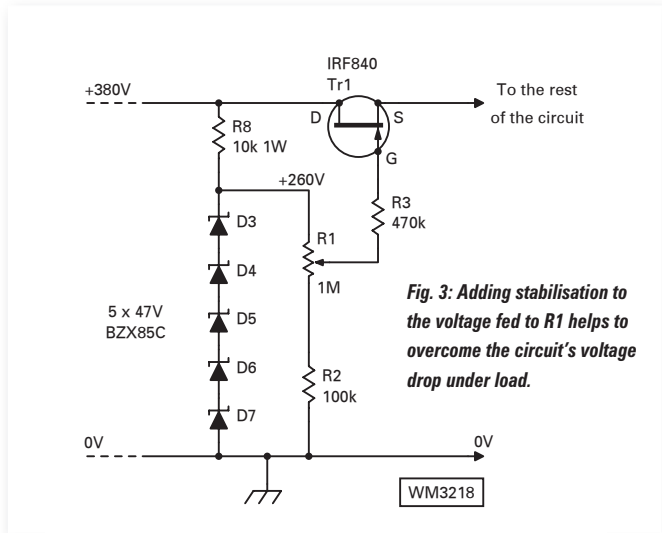 IRF840
Tr1
+380V
To the rest
of the circuit
D
S
G
R8
10k 1W
+260V
R3
470k
D3
R1
1M
D4
5 x 47V
BZX85C
D5
D6
D7
R2
100k
Fig. 3: Adding stabilisation to
the voltage fed to R1 helps to
overcome the circuit's voltage
drop under load.
0V
0V
WM3218